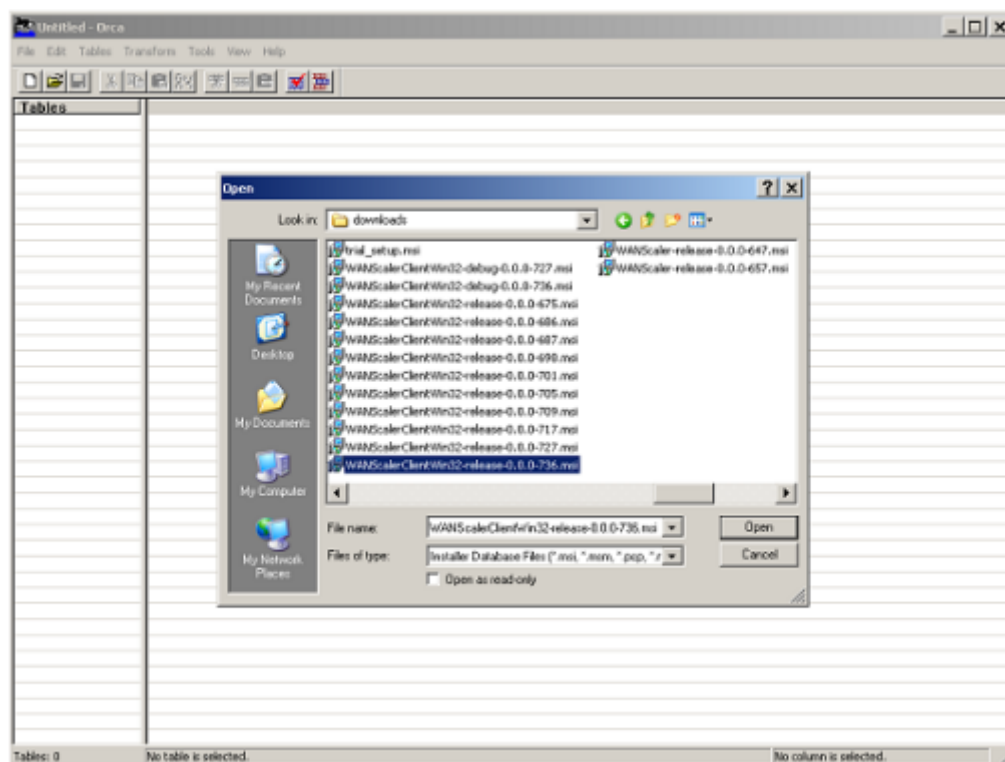 Untitled - Orca
File Edit Tables Transform Tools View Help
Tables
Open
Look in: downloads
My Recent Documents
Desktop
My Documents
My Computer
My Network Places
trial_setup.msi
WANScalerClientWin32-debug-0.0.0-727.msi
WANScalerClientWin32-debug-0.0.0-736.msi
WANScalerClientWin32-release-0.0.0-675.msi
WANScalerClientWin32-release-0.0.0-686.msi
WANScalerClientWin32-release-0.0.0-687.msi
WANScalerClientWin32-release-0.0.0-698.msi
WANScalerClientWin32-release-0.0.0-701.msi
WANScalerClientWin32-release-0.0.0-705.msi
WANScalerClientWin32-release-0.0.0-709.msi
WANScalerClientWin32-release-0.0.0-717.msi
WANScalerClientWin32-release-0.0.0-727.msi
WANScalerClientWin32-release-0.0.0-736.msi
WANScaler-release-0.0.0-647.msi
WANScaler-release-0.0.0-657.msi
File name: WANScalerClientWin32-release-0.0.0-736.msi Open
Files of type: Installer Database Files (*.msi, *.msm, *.pcp, *.r Cancel
Open as read-only
Tables: 0 No table is selected. No column is selected.